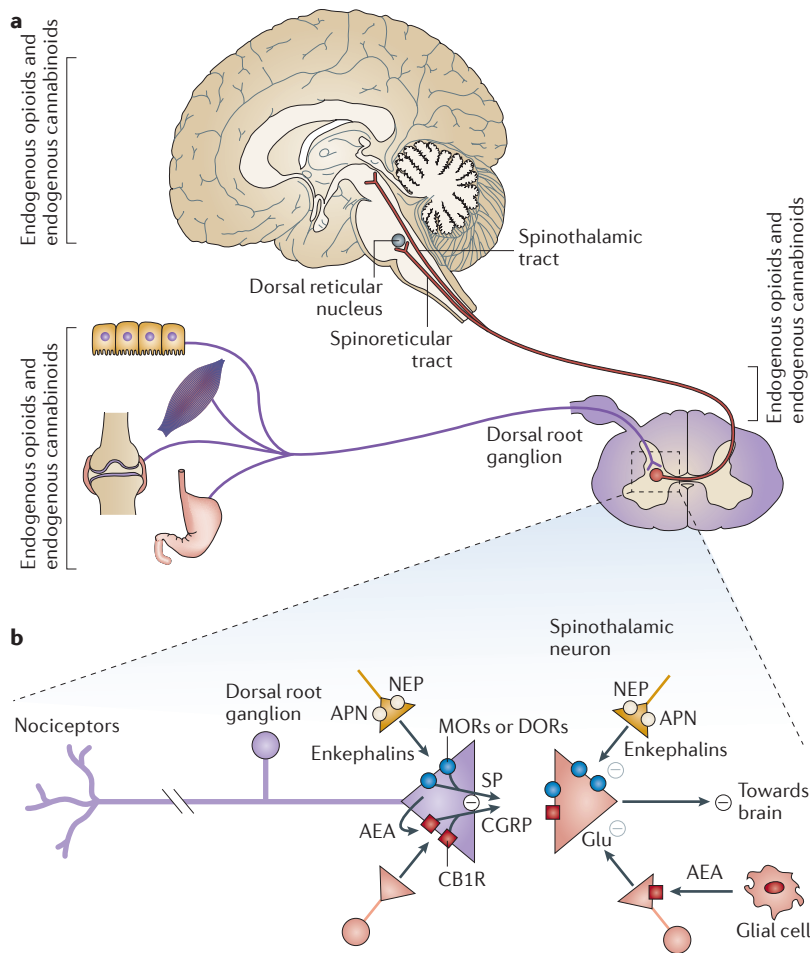 a
Endogenous opioids and
endogenous cannabinoids
Spinothalamic
tract
Dorsal reticular
nucleus
Spinoreticular
tract
Endogenous opioids and
endogenous cannabinoids
Endogenous opioids and
endogenous cannabinoids
Dorsal root
ganglion
b
Spinothalamic
neuron
Nociceptors
Dorsal root
ganglion
NEP
APN
Enkephalins
MORs or DORs
SP
CGRP
AEA
CB1R
NEP
APN
Enkephalins
Glu
Towards
brain
AEA
Glial cell